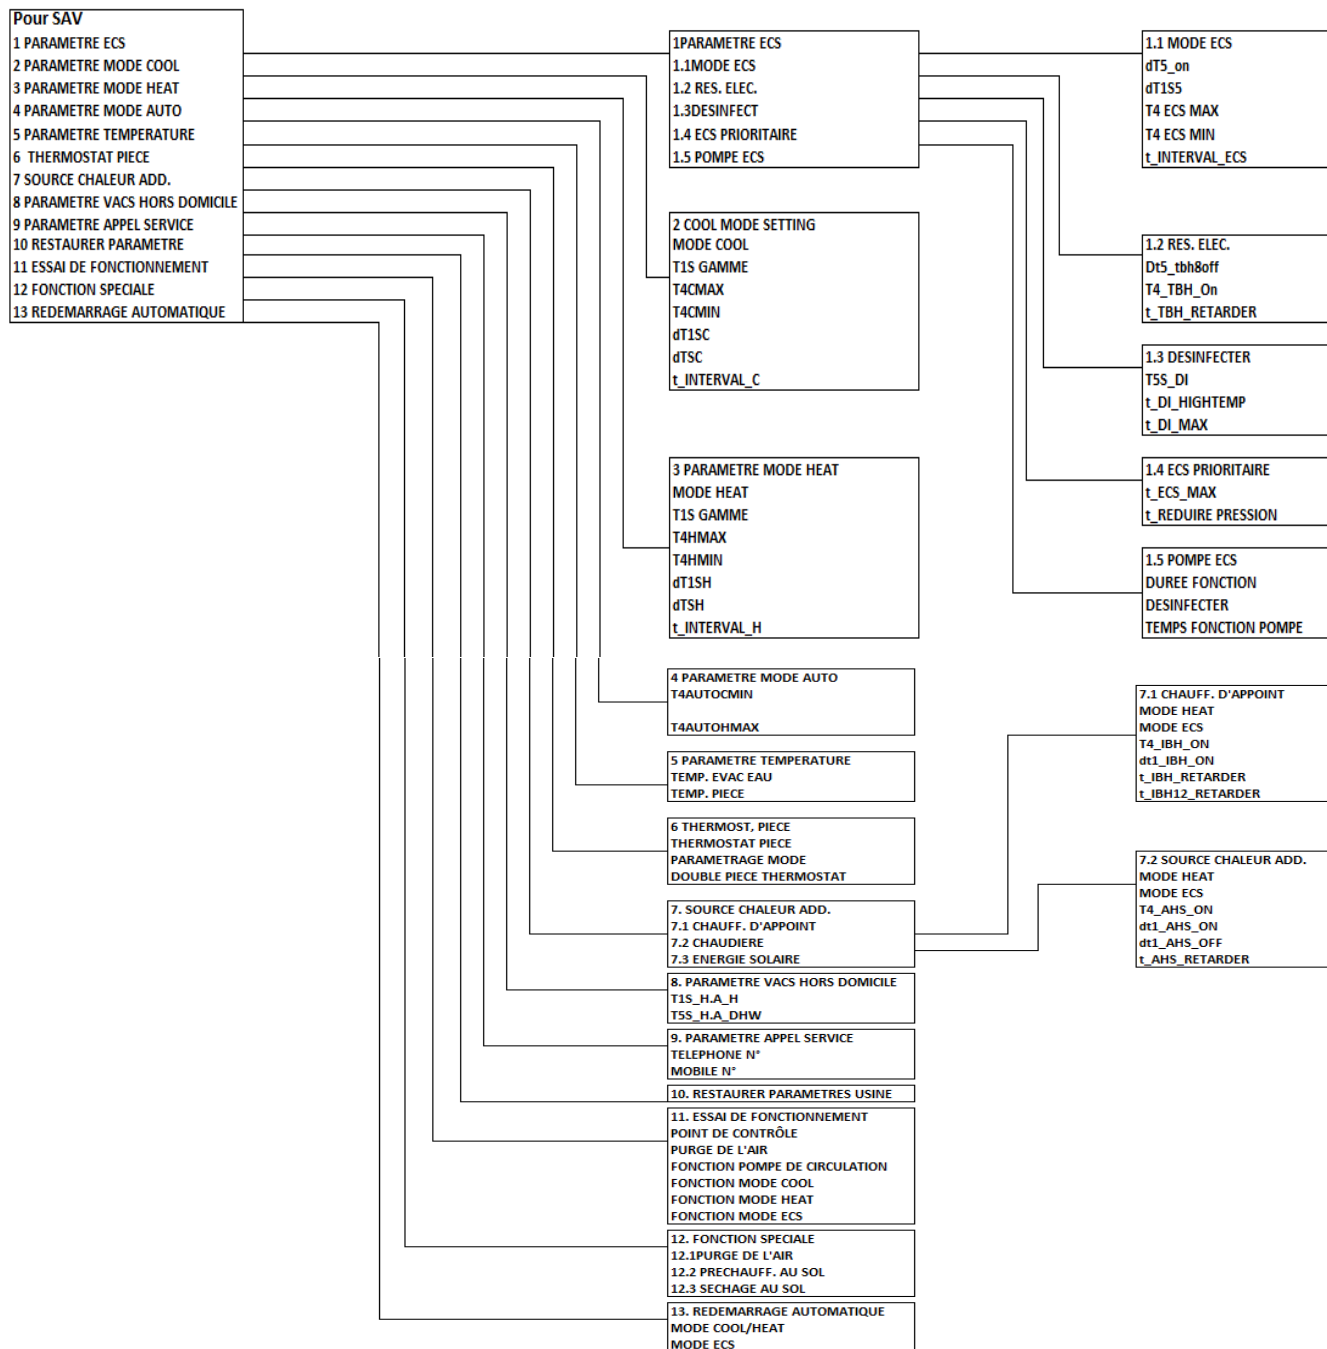 Pour SAV
1 PARAMETRE ECS
2 PARAMETRE MODE COOL
3 PARAMETRE MODE HEAT
4 PARAMETRE MODE AUTO
5 PARAMETRE TEMPERATURE
6 THERMOSTAT PIECE
7 SOURCE CHALEUR ADD.
8 PARAMETRE VACS HORS DOMICILE
9 PARAMETRE APPEL SERVICE
10 RESTAURER PARAMETRE
11 ESSAI DE FONCTIONNEMENT
12 FONCTION SPECIALE
13 REDEMARRAGE AUTOMATIQUE
1PARAMETRE ECS
1.1MODE ECS
1.2 RES. ELEC.
1.3DESINFECT
1.4 ECS PRIORITAIRE
1.5 POMPE ECS
2 COOL MODE SETTING
MODE COOL
T1S GAMME
T4CMAX
T4CMIN
dT1SC
dTSC
t_INTERVAL_C
3 PARAMETRE MODE HEAT
MODE HEAT
T1S GAMME
T4HMAX
T4HMIN
dT1SH
dTSH
t_INTERVAL_H
4 PARAMETRE MODE AUTO
T4AUTOCMIN
T4AUTOHMAX
5 PARAMETRE TEMPERATURE
TEMP. EVAC EAU
TEMP. PIECE
6 THERMOST, PIECE
THERMOSTAT PIECE
PARAMETRAGE MODE
DOUBLE PIECE THERMOSTAT
7. SOURCE CHALEUR ADD.
7.1 CHAUFF. D'APPOINT
7.2 CHAUDIERE
7.3 ENERGIE SOLAIRE
8. PARAMETRE VACS HORS DOMICILE
T1S_H.A_H
T5S_H.A_DHW
9. PARAMETRE APPEL SERVICE
TELEPHONE N°
MOBILE N°
10. RESTAURER PARAMETRES USINE
11. ESSAI DE FONCTIONNEMENT
POINT DE CONTRÔLE
PURGE DE L'AIR
FONCTION POMPE DE CIRCULATION
FONCTION MODE COOL
FONCTION MODE HEAT
FONCTION MODE ECS
12. FONCTION SPECIALE
12.1PURGE DE L'AIR
12.2 PRECHAUFF. AU SOL
12.3 SECHAGE AU SOL
13. REDEMARRAGE AUTOMATIQUE
MODE COOL/HEAT
MODE ECS
1.1 MODE ECS
dT5_on
dT1S5
T4 ECS MAX
T4 ECS MIN
t_INTERVAL_ECS
1.2 RES. ELEC.
Dt5_tbh8off
T4_TBH_On
t_TBH_RETARDER
1.3 DESINFECTER
T5S_DI
t_DI_HIGHTEMP
t_DI_MAX
1.4 ECS PRIORITAIRE
t_ECS_MAX
t_REDUIRE PRESSION
1.5 POMPE ECS
DUREE FONCTION
DESINFECTER
TEMPS FONCTION POMPE
7.1 CHAUFF. D'APPOINT
MODE HEAT
MODE ECS
T4_IBH_ON
dt1_IBH_ON
t_IBH_RETARDER
t_IBH12_RETARDER
7.2 SOURCE CHALEUR ADD.
MODE HEAT
MODE ECS
T4_AHS_ON
dt1_AHS_ON
dt1_AHS_OFF
t_AHS_RETARDER